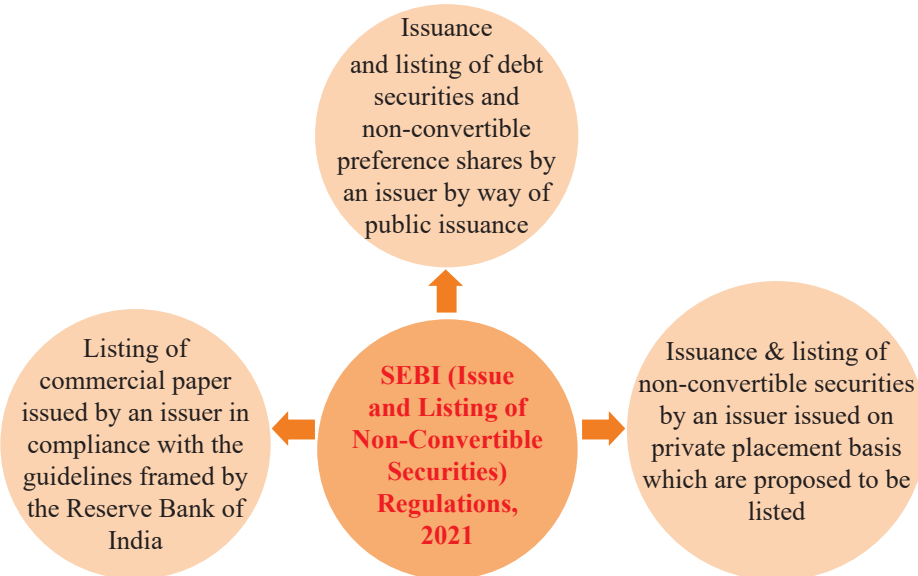 Issuance
and listing of debt
securities and
non-convertible
preference shares by
an issuer by way of
public issuance
Listing of
commercial paper
issued by an issuer in
compliance with the
guidelines framed by
the Reserve Bank of
India
SEBI (Issue
and Listing of
Non-Convertible
Securities)
Regulations,
2021
Issuance & listing of
non-convertible securities
by an issuer issued on
private placement basis
which are proposed to be
listed